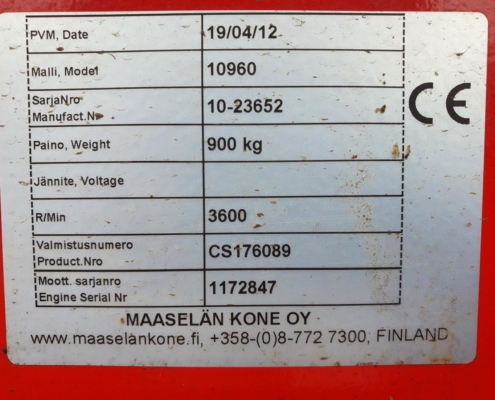 PVM, Date 19/04/12
Malli, Model 10960
SarjaNro
Manufact.Nr 10-23652
Paino, Weight 900 kg
Jännite, Voltage
R/Min 3600
Valmistusnumero
Product.Nro CS176089
Moott. sarjanro
Engine Serial Nr 1172847
CE
MAASELÄN KONE OY
www.maaselankone.fi, +358-(0)8-772 7300, FINLAND